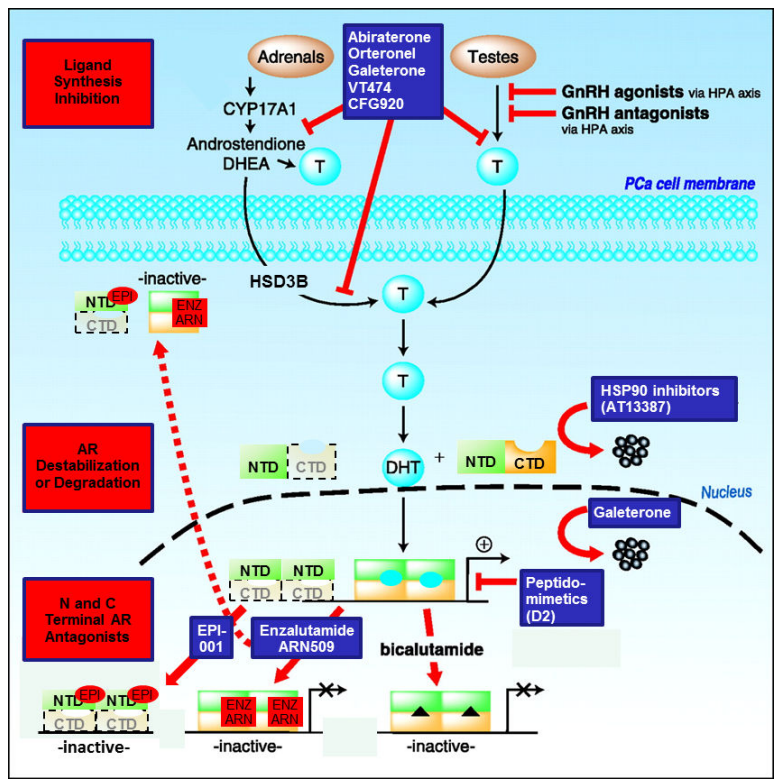 Ligand
Synthesis
Inhibition
Adrenals
Abiraterone
Orteronel
Galeterone
VT474
CFG920
Testes
GnRH agonists via HPA axis
GnRH antagonists
via HPA axis
CYP17A1
Androstendione
DHEA
T
T
PCa cell membrane
HSD3B
-inactive-
NTD
EPI
CTD
ENZ
ARN
T
T
HSP90 inhibitors
(AT13387)
AR
Destabilization
or Degradation
NTD
CTD
DHT
+
NTD
CTD
Nucleus
Galeterone
NTD
NTD
CTD
CTD
+
Peptido-
mimetics
(D2)
N and C
Terminal AR
Antagonists
EPI-
001
Enzalutamide
ARN509
bicalutamide
NTD
EPI
NTD
EPI
CTD
CTD
-inactive-
ENZ
ARN
ENZ
ARN
-inactive-
-inactive-